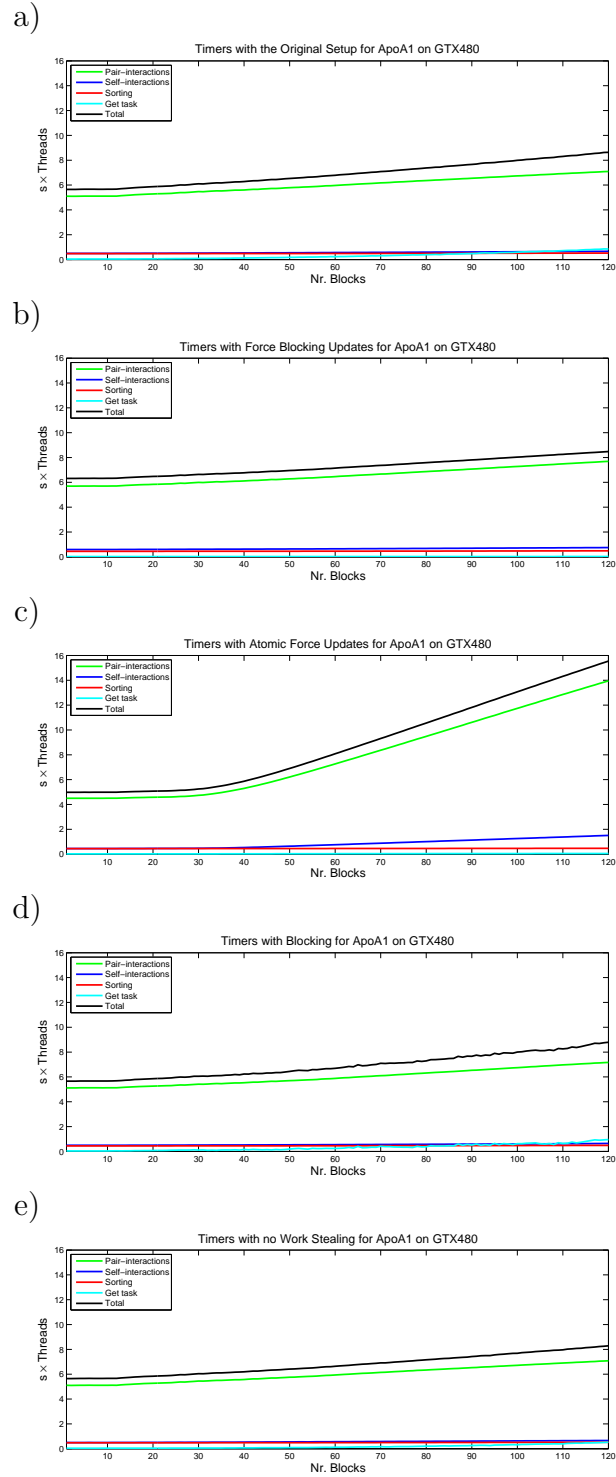 a)
Timers with the Original Setup for ApoA1 on GTX480
16
14
12
10
8
6
4
2
0
s × Threads
Pair−interactions
Self−interactions
Sorting
Get task
Total
10 20 30 40 50 60 70 80 90 100 110 120
Nr. Blocks
b)
Timers with Force Blocking Updates for ApoA1 on GTX480
16
14
12
10
8
6
4
2
0
s × Threads
Pair−interactions
Self−interactions
Sorting
Get task
Total
10 20 30 40 50 60 70 80 90 100 110 120
Nr. Blocks
c)
Timers with Atomic Force Updates for ApoA1 on GTX480
16
14
12
10
8
6
4
2
0
s × Threads
Pair−interactions
Self−interactions
Sorting
Get task
Total
10 20 30 40 50 60 70 80 90 100 110 120
Nr. Blocks
d)
Timers with Blocking for ApoA1 on GTX480
16
14
12
10
8
6
4
2
0
s × Threads
Pair−interactions
Self−interactions
Sorting
Get task
Total
10 20 30 40 50 60 70 80 90 100 110 120
Nr. Blocks
e)
Timers with no Work Stealing for ApoA1 on GTX480
16
14
12
10
8
6
4
2
0
s × Threads
Pair−interactions
Self−interactions
Sorting
Get task
Total
10 20 30 40 50 60 70 80 90 100 110 120
Nr. Blocks